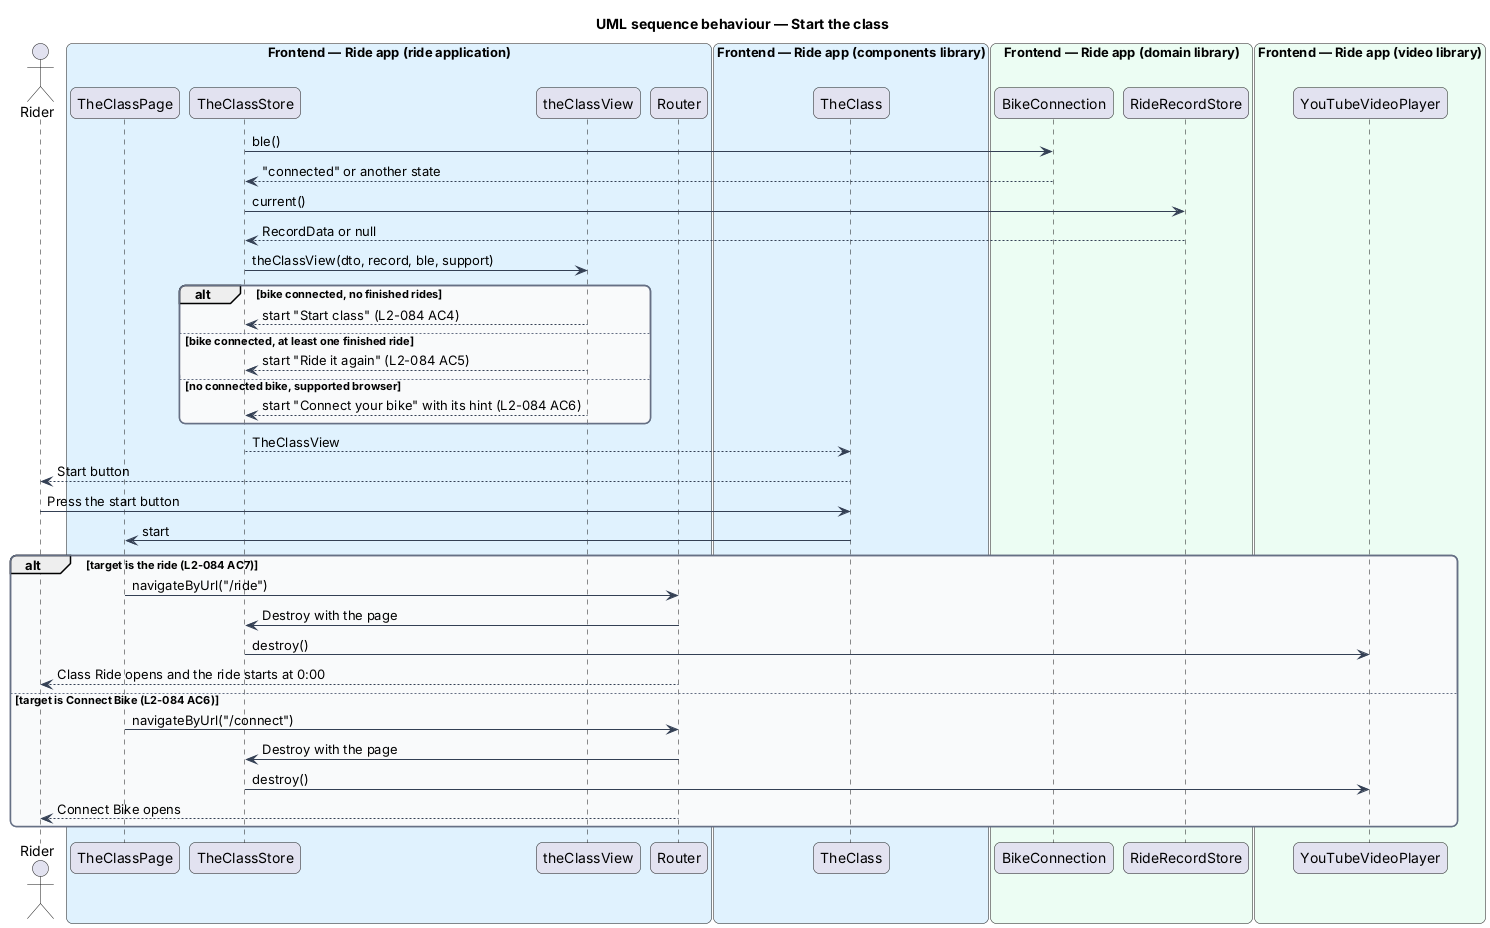 UML sequence behaviour — Start the class
Frontend — Ride app (ride application)
Frontend — Ride app (components library)
Frontend — Ride app (domain library)
Frontend — Ride app (video library)
Rider
TheClassPage
TheClassStore
theClassView
Router
TheClass
BikeConnection
RideRecordStore
YouTubeVideoPlayer
ble()
"connected" or another state
current()
RecordData or null
theClassView(dto, record, ble, support)
alt [bike connected, no finished rides]
start "Start class" (L2-084 AC4)
[bike connected, at least one finished ride]
start "Ride it again" (L2-084 AC5)
[no connected bike, supported browser]
start "Connect your bike" with its hint (L2-084 AC6)
TheClassView
Start button
Press the start button
start
alt [target is the ride (L2-084 AC7)]
navigateByUrl("/ride")
Destroy with the page
destroy()
Class Ride opens and the ride starts at 0:00
[target is Connect Bike (L2-084 AC6)]
navigateByUrl("/connect")
Destroy with the page
destroy()
Connect Bike opens
Rider
TheClassPage
TheClassStore
theClassView
Router
TheClass
BikeConnection
RideRecordStore
YouTubeVideoPlayer